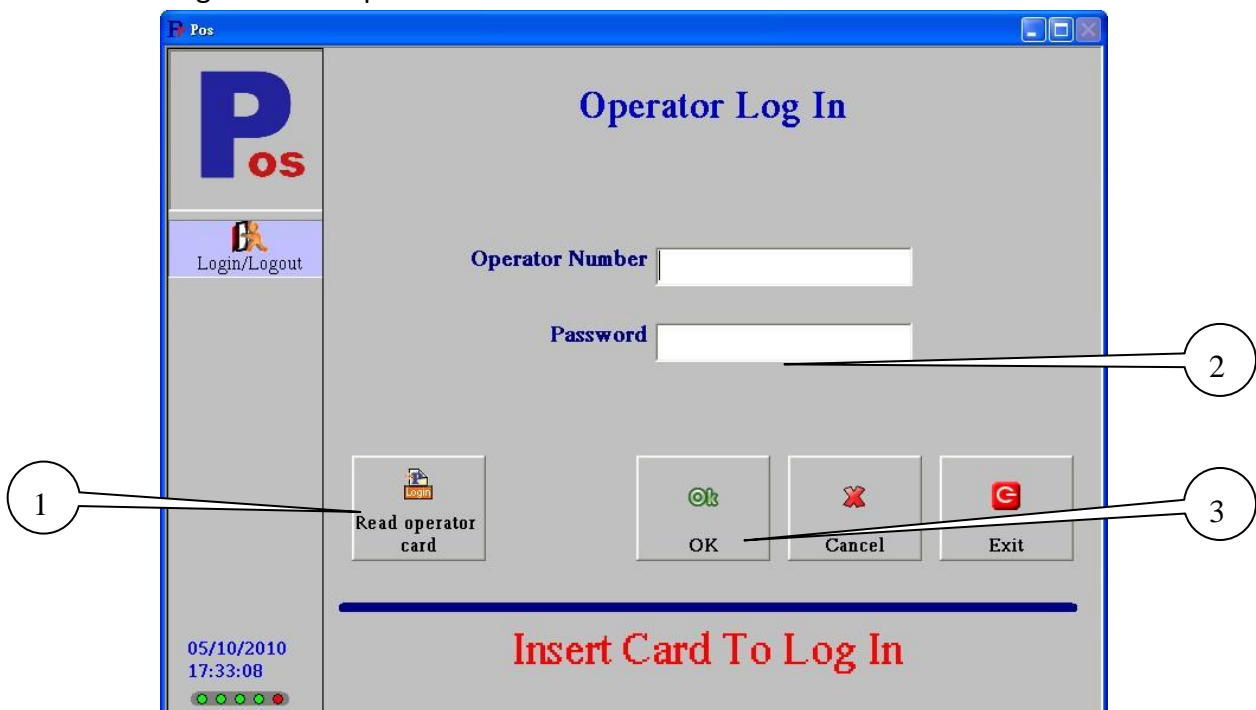 Pos
Pos
Operator Log In
Login/Logout
Operator Number
Password
2
1
Login
Read operator
card
Ok
OK
Cancel
Exit
3
Insert Card To Log In
05/10/2010
17:33:08